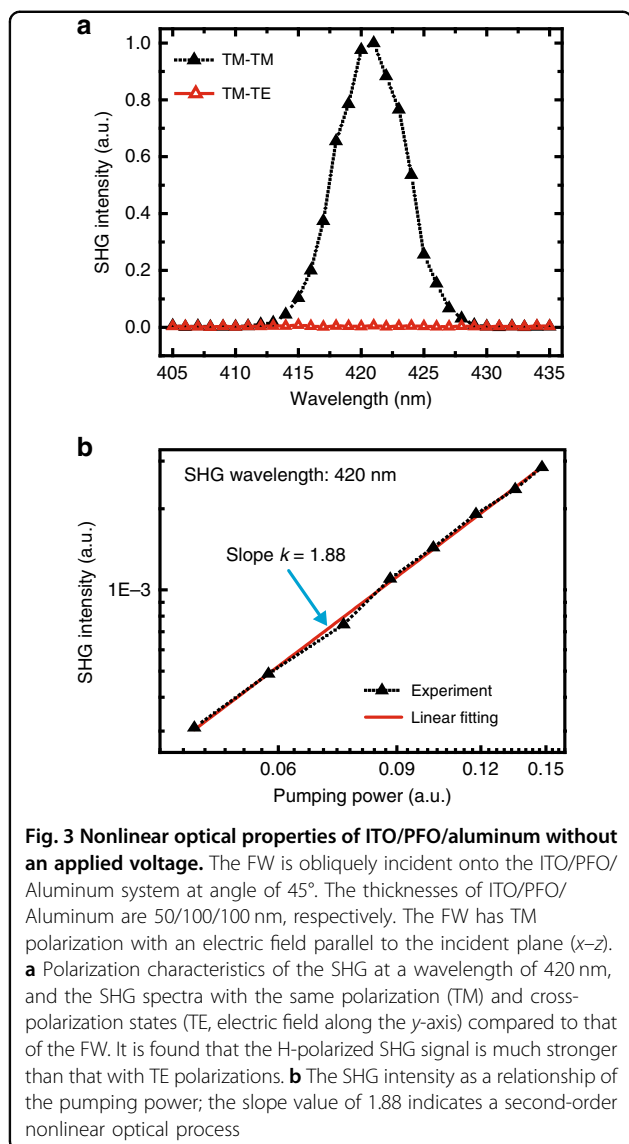 a
TM-TM
TM-TE
SHG intensity (a.u.)
1.0
0.8
0.6
0.4
0.2
0.0
405 410 415 420 425 430 435
Wavelength (nm)
b
SHG wavelength: 420 nm
Slope k = 1.88
SHG intensity (a.u.)
1E–3
Experiment
Linear fitting
0.06 0.09 0.12 0.15
Pumping power (a.u.)
Fig. 3 Nonlinear optical properties of ITO/PFO/aluminum without
an applied voltage. The FW is obliquely incident onto the ITO/PFO/
Aluminum system at angle of 45°. The thicknesses of ITO/PFO/
Aluminum are 50/100/100 nm, respectively. The FW has TM
polarization with an electric field parallel to the incident plane (x–z).
a Polarization characteristics of the SHG at a wavelength of 420 nm,
and the SHG spectra with the same polarization (TM) and cross-
polarization states (TE, electric field along the y-axis) compared to that
of the FW. It is found that the H-polarized SHG signal is much stronger
than that with TE polarizations. b The SHG intensity as a relationship of
the pumping power; the slope value of 1.88 indicates a second-order
nonlinear optical process